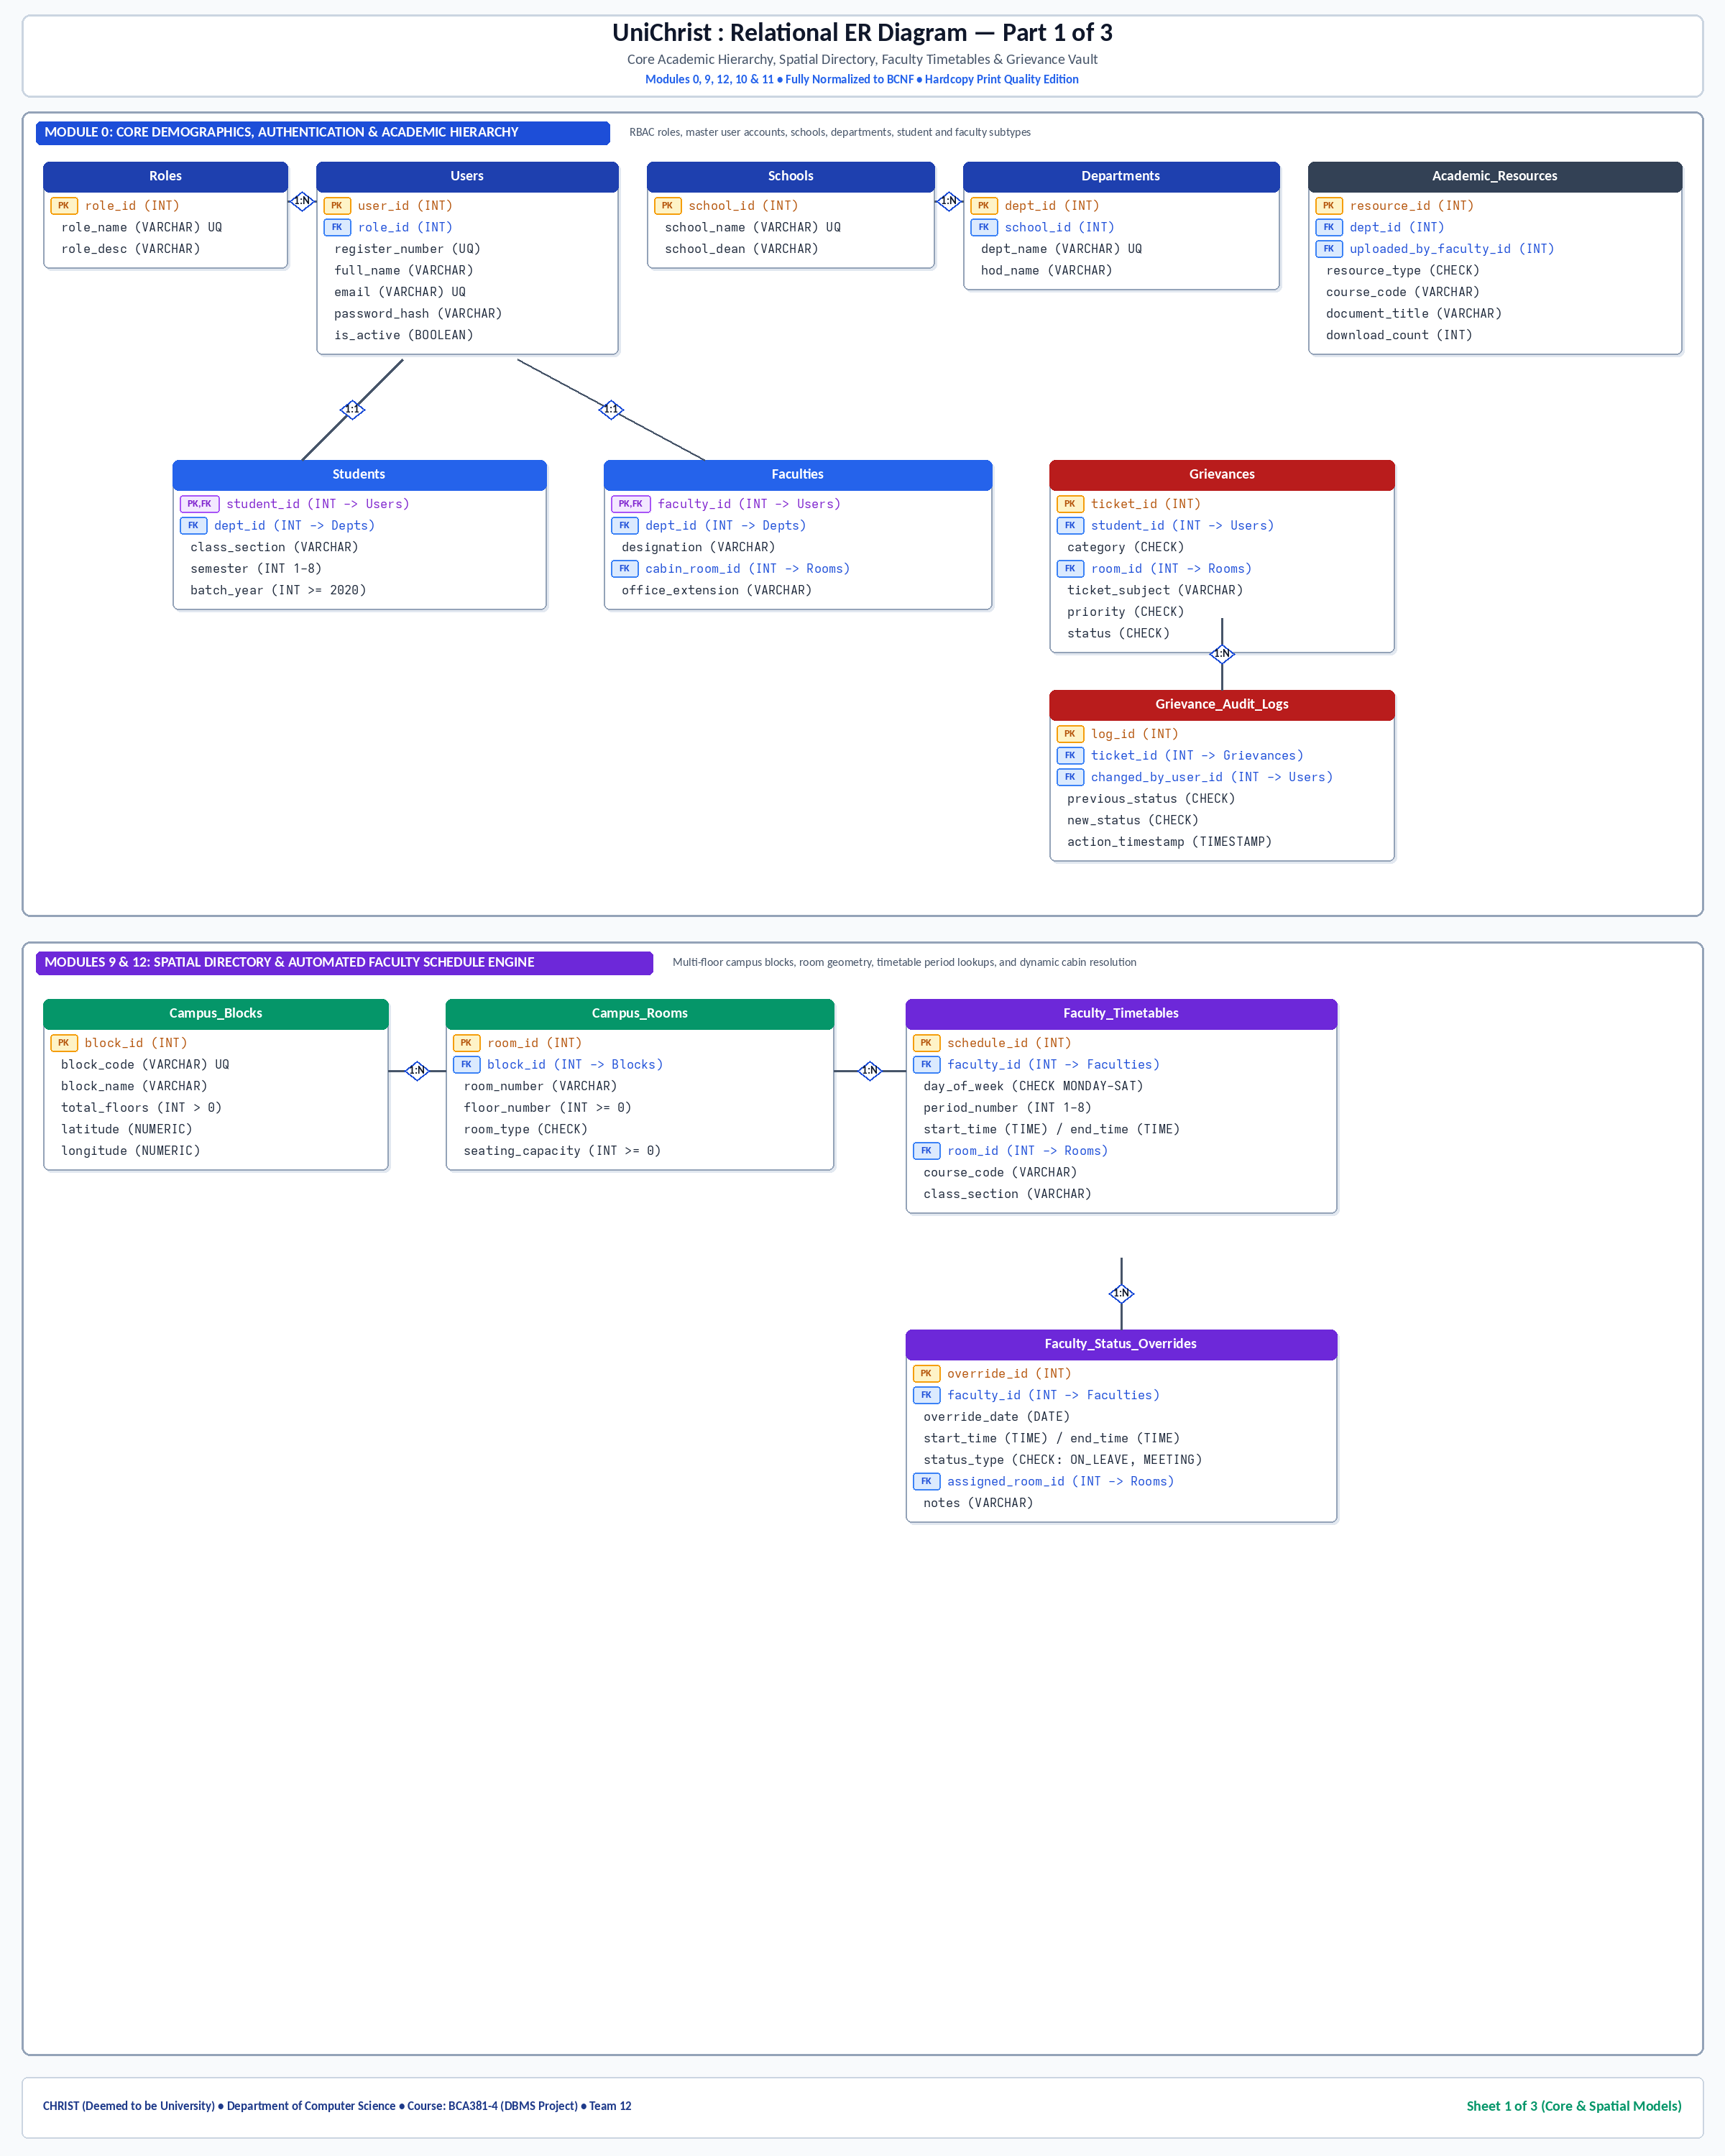 UniChrist : Relational ER Diagram — Part 1 of 3
Core Academic Hierarchy, Spatial Directory, Faculty Timetables & Grievance Vault
Modules 0, 9, 12, 10 & 11 • Fully Normalized to BCNF • Hardcopy Print Quality Edition
MODULE 0: CORE DEMOGRAPHICS, AUTHENTICATION & ACADEMIC HIERARCHY
RBAC roles, master user accounts, schools, departments, student and faculty subtypes
Roles
PK role_id (INT)
role_name (VARCHAR) UQ
role_desc (VARCHAR)
1:N
Users
PK user_id (INT)
FK role_id (INT)
register_number (UQ)
full_name (VARCHAR)
email (VARCHAR) UQ
password_hash (VARCHAR)
is_active (BOOLEAN)
Schools
PK school_id (INT)
school_name (VARCHAR) UQ
school_dean (VARCHAR)
1:N
Departments
PK dept_id (INT)
FK school_id (INT)
dept_name (VARCHAR) UQ
hod_name (VARCHAR)
Academic_Resources
PK resource_id (INT)
FK dept_id (INT)
FK uploaded_by_faculty_id (INT)
resource_type (CHECK)
course_code (VARCHAR)
document_title (VARCHAR)
download_count (INT)
1:1
1:1
Students
PK,FK student_id (INT -> Users)
FK dept_id (INT -> Depts)
class_section (VARCHAR)
semester (INT 1-8)
batch_year (INT >= 2020)
Faculties
PK,FK faculty_id (INT -> Users)
FK dept_id (INT -> Depts)
designation (VARCHAR)
FK cabin_room_id (INT -> Rooms)
office_extension (VARCHAR)
Grievances
PK ticket_id (INT)
FK student_id (INT -> Users)
category (CHECK)
FK room_id (INT -> Rooms)
ticket_subject (VARCHAR)
priority (CHECK)
status (CHECK)
1:N
Grievance_Audit_Logs
PK log_id (INT)
FK ticket_id (INT -> Grievances)
FK changed_by_user_id (INT -> Users)
previous_status (CHECK)
new_status (CHECK)
action_timestamp (TIMESTAMP)
MODULES 9 & 12: SPATIAL DIRECTORY & AUTOMATED FACULTY SCHEDULE ENGINE
Multi-floor campus blocks, room geometry, timetable period lookups, and dynamic cabin resolution
Campus_Blocks
PK block_id (INT)
block_code (VARCHAR) UQ
block_name (VARCHAR)
total_floors (INT > 0)
latitude (NUMERIC)
longitude (NUMERIC)
1:N
Campus_Rooms
PK room_id (INT)
FK block_id (INT -> Blocks)
room_number (VARCHAR)
floor_number (INT >= 0)
room_type (CHECK)
seating_capacity (INT >= 0)
1:N
Faculty_Timetables
PK schedule_id (INT)
FK faculty_id (INT -> Faculties)
day_of_week (CHECK MONDAY-SAT)
period_number (INT 1-8)
start_time (TIME) / end_time (TIME)
FK room_id (INT -> Rooms)
course_code (VARCHAR)
class_section (VARCHAR)
1:N
Faculty_Status_Overrides
PK override_id (INT)
FK faculty_id (INT -> Faculties)
override_date (DATE)
start_time (TIME) / end_time (TIME)
status_type (CHECK: ON_LEAVE, MEETING)
FK assigned_room_id (INT -> Rooms)
notes (VARCHAR)
CHRIST (Deemed to be University) • Department of Computer Science • Course: BCA381-4 (DBMS Project) • Team 12
Sheet 1 of 3 (Core & Spatial Models)